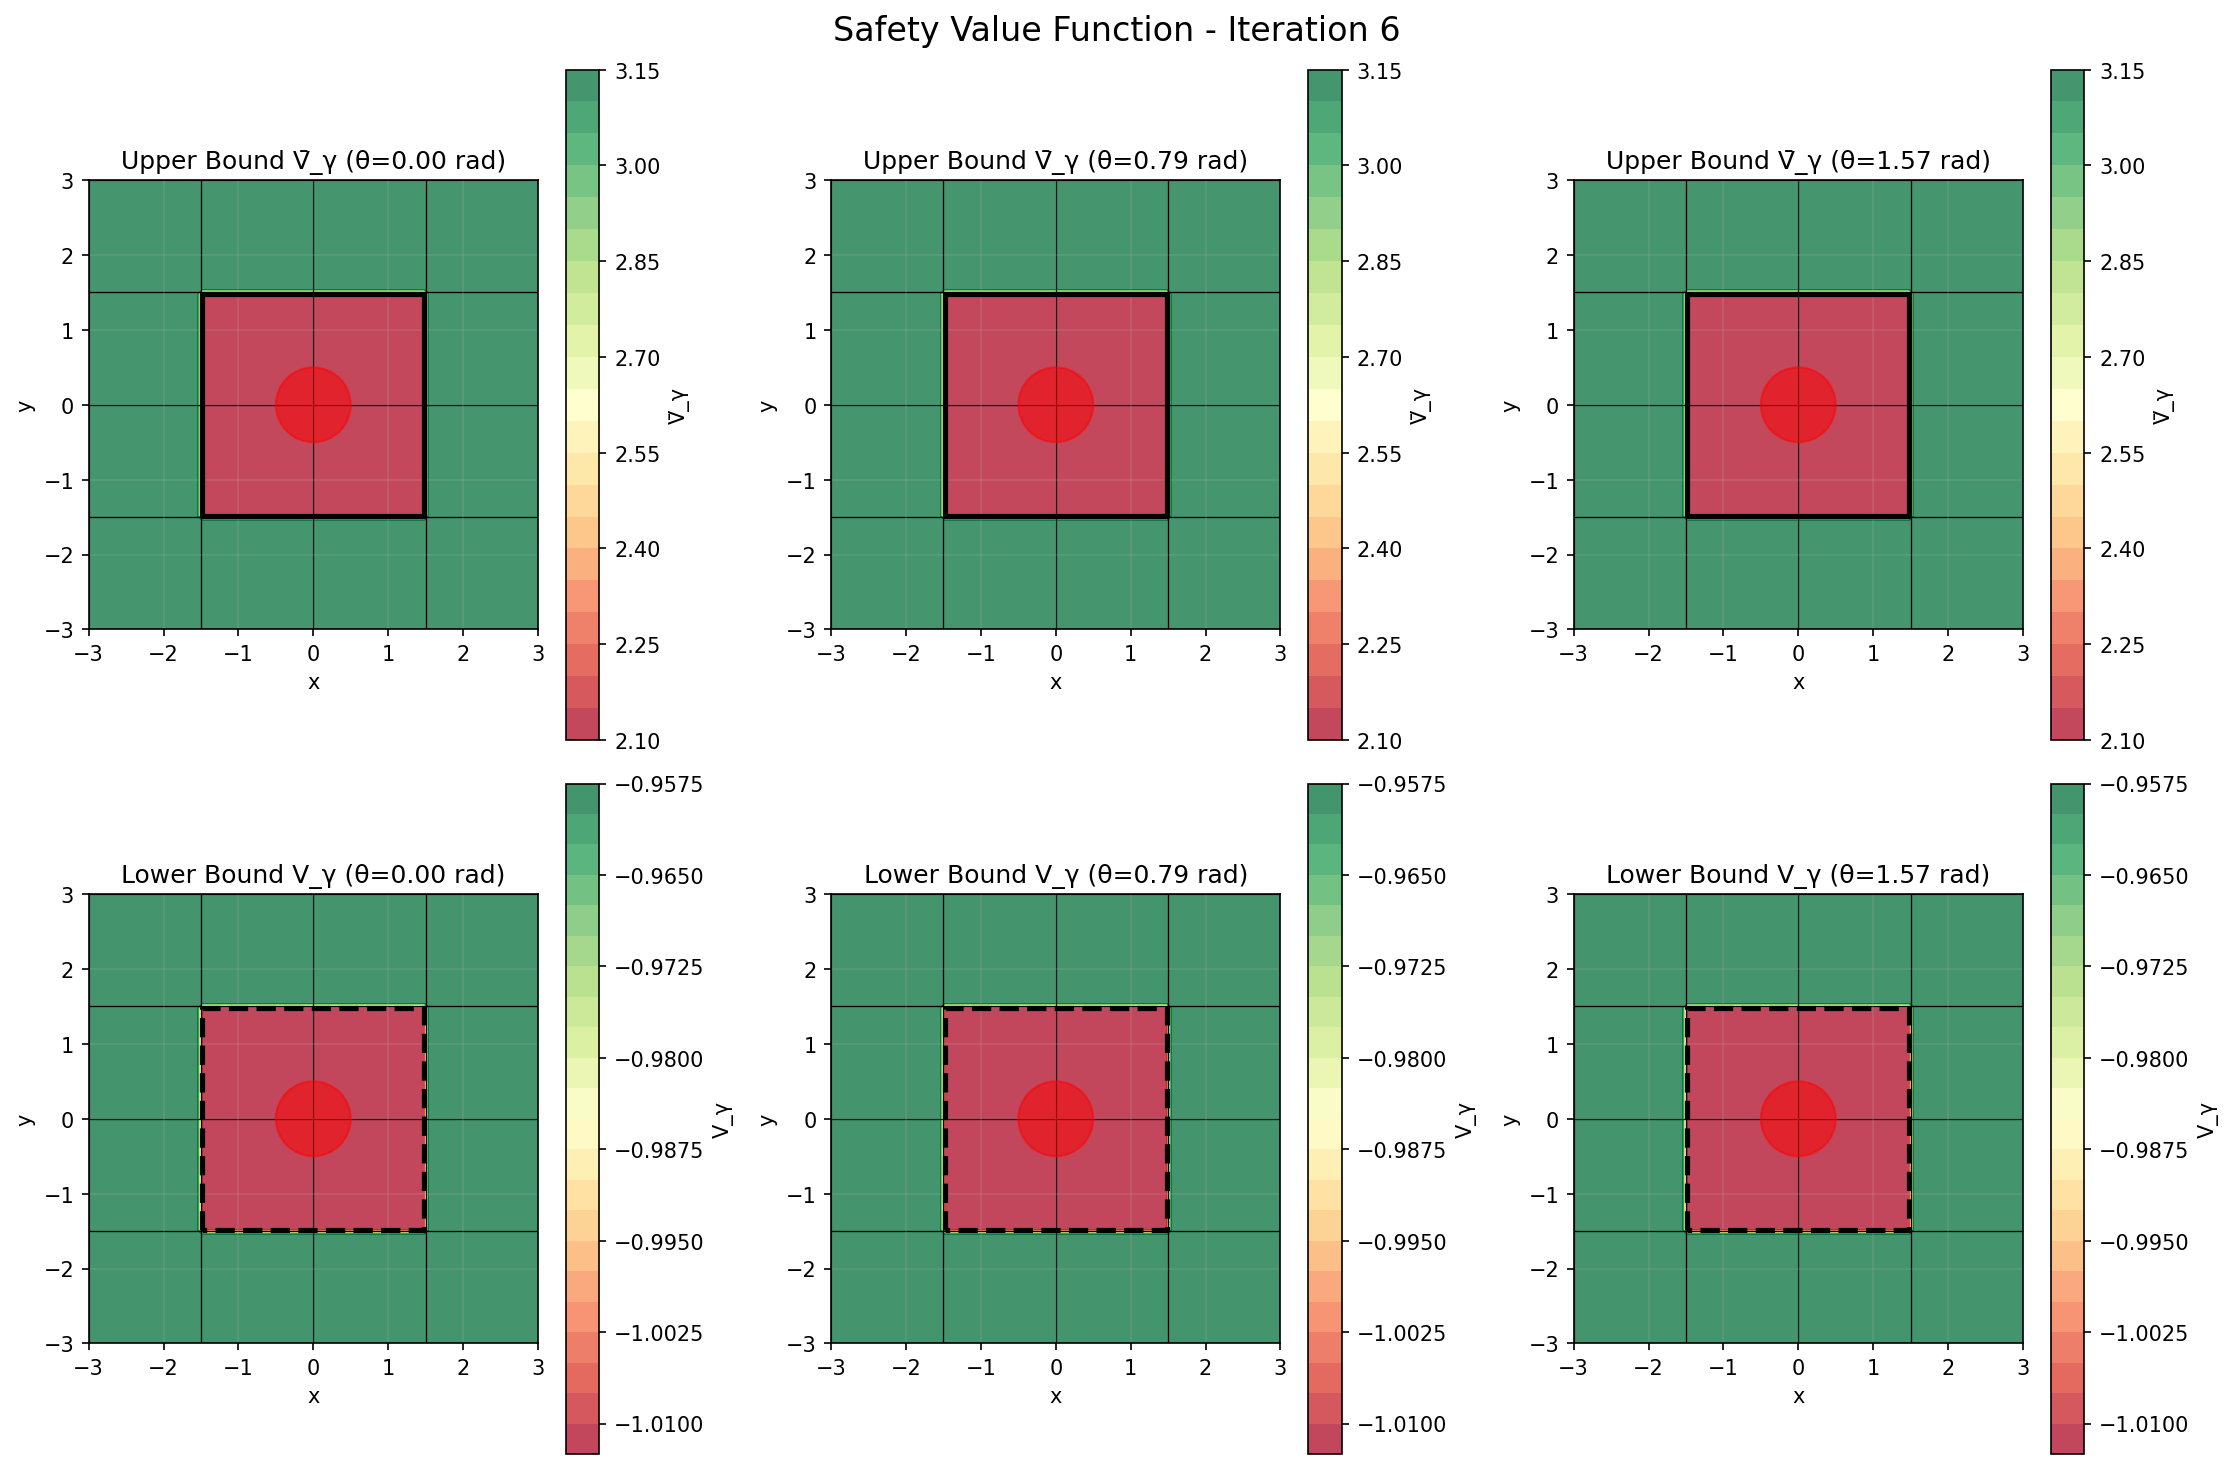 Safety Value Function - Iteration 6
Upper Bound V̄_γ (θ=0.00 rad)
3
2
1
0
−1
−2
−3
−3 −2 −1 0 1 2 3
x
y
3.15
3.00
2.85
2.70
2.55
2.40
2.25
2.10
V̄_γ
Upper Bound V̄_γ (θ=0.79 rad)
3
2
1
0
−1
−2
−3
−3 −2 −1 0 1 2 3
x
y
3.15
3.00
2.85
2.70
2.55
2.40
2.25
2.10
V̄_γ
Upper Bound V̄_γ (θ=1.57 rad)
3
2
1
0
−1
−2
−3
−3 −2 −1 0 1 2 3
x
y
3.15
3.00
2.85
2.70
2.55
2.40
2.25
2.10
V̄_γ
Lower Bound V_γ (θ=0.00 rad)
3
2
1
0
−1
−2
−3
−3 −2 −1 0 1 2 3
x
y
−0.9575
−0.9650
−0.9725
−0.9800
−0.9875
−0.9950
−1.0025
−1.0100
V_γ
Lower Bound V_γ (θ=0.79 rad)
3
2
1
0
−1
−2
−3
−3 −2 −1 0 1 2 3
x
y
−0.9575
−0.9650
−0.9725
−0.9800
−0.9875
−0.9950
−1.0025
−1.0100
V_γ
Lower Bound V_γ (θ=1.57 rad)
3
2
1
0
−1
−2
−3
−3 −2 −1 0 1 2 3
x
y
−0.9575
−0.9650
−0.9725
−0.9800
−0.9875
−0.9950
−1.0025
−1.0100
V_γ